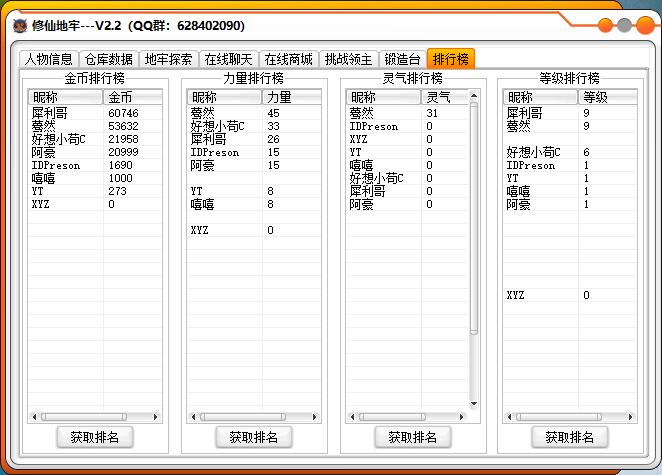 修仙地牢---V2.2（QQ群：628402090）
人物信息 仓库数据 地牢探索 在线聊天 在线商城 挑战领主 锻造台 排行榜
金币排行榜
昵称 金币
犀利哥 60746
蓦然 53632
好想小苟C 21958
阿豪 20999
IDPreson 1690
嘻嘻 1000
YT 273
XYZ 0
获取排名
力量排行榜
昵称 力量
蓦然 45
好想小苟C 33
犀利哥 26
IDPreson 15
阿豪 15
YT 8
嘻嘻 8
XYZ 0
获取排名
灵气排行榜
昵称 灵气
蓦然 31
IDPreson 0
XYZ 0
YT 0
嘻嘻 0
好想小苟C 0
犀利哥 0
阿豪 0
获取排名
等级排行榜
昵称 等级
犀利哥 9
蓦然 9
好想小苟C 6
IDPreson 1
YT 1
嘻嘻 1
阿豪 1
XYZ 0
获取排名